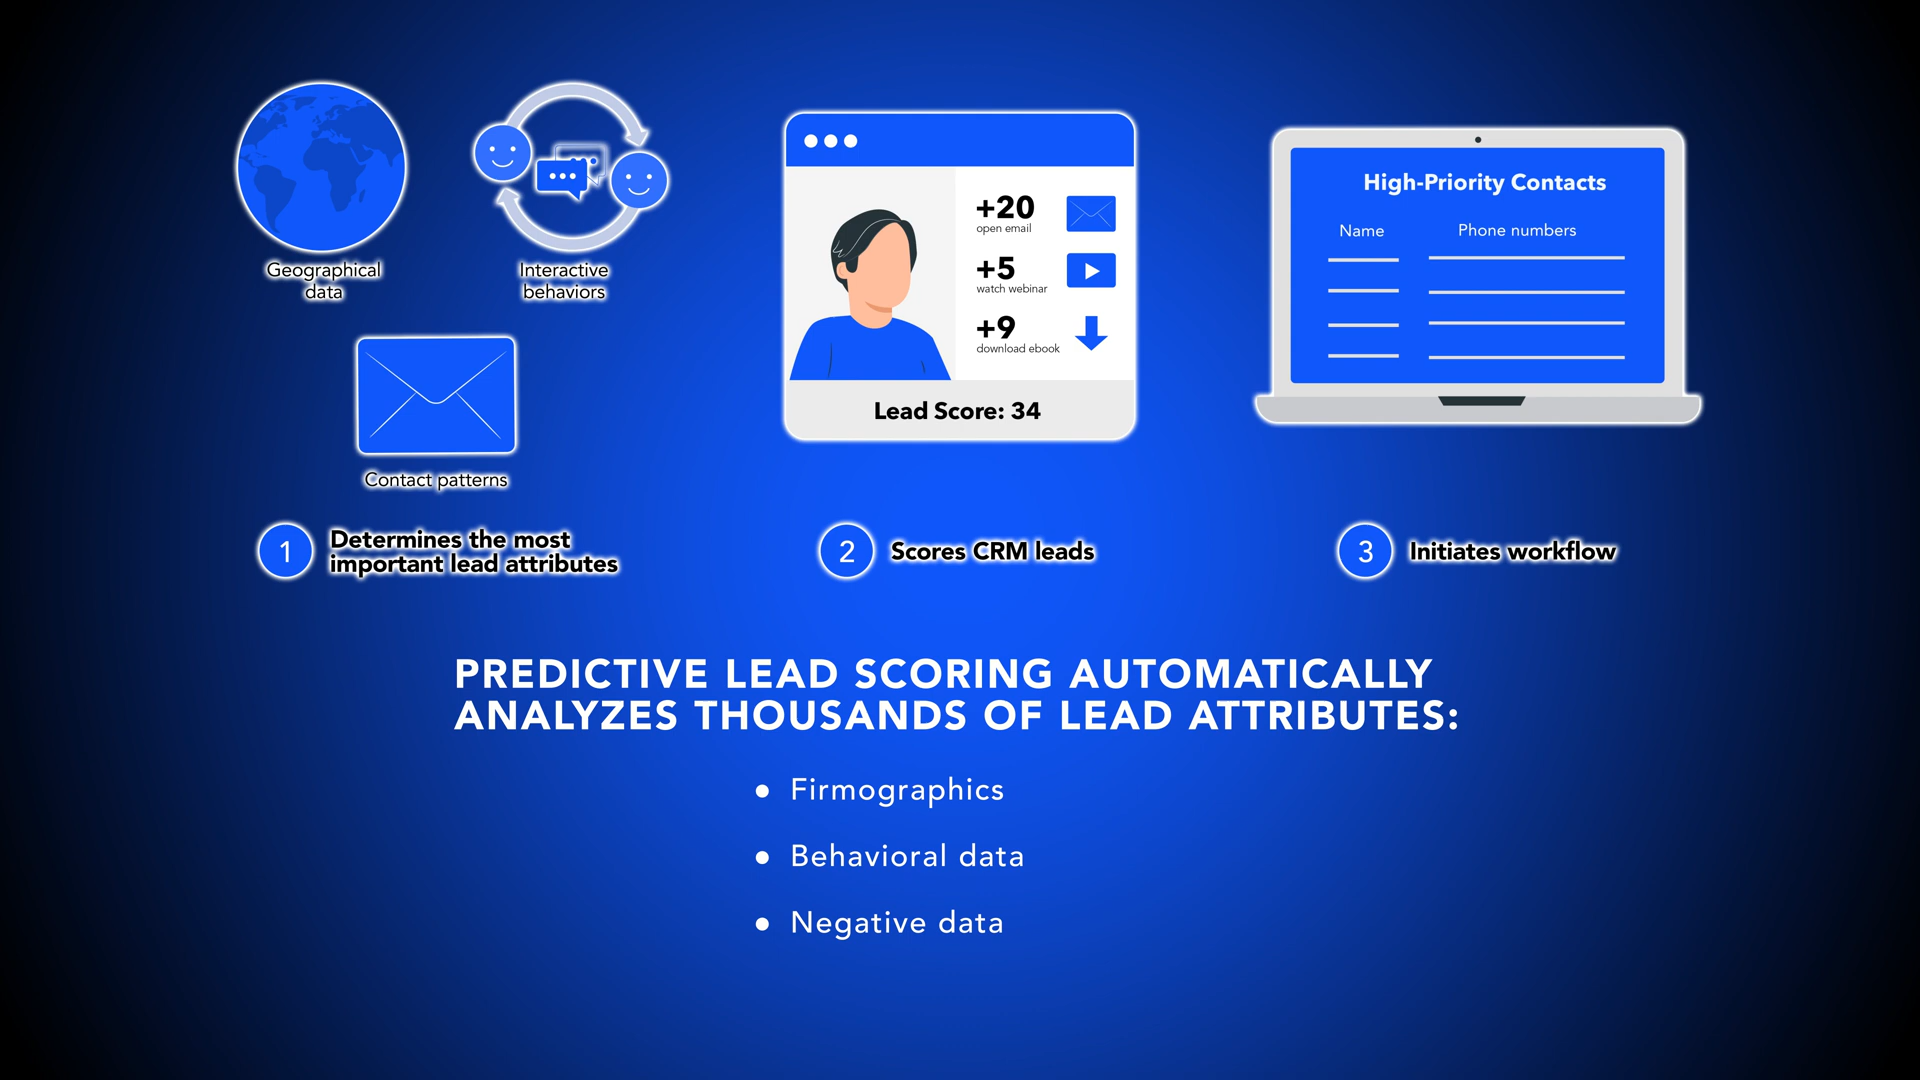 Geographical
data
Interactive
behaviors
Contact patterns
+20
open email
+5
watch webinar
+9
download ebook
Lead Score: 34
High-Priority Contacts
Name Phone numbers
1 Determines the most
important lead attributes
2 Scores CRM leads
3 Initiates workflow
PREDICTIVE LEAD SCORING AUTOMATICALLY
ANALYZES THOUSANDS OF LEAD ATTRIBUTES:
• Firmographics
• Behavioral data
• Negative data